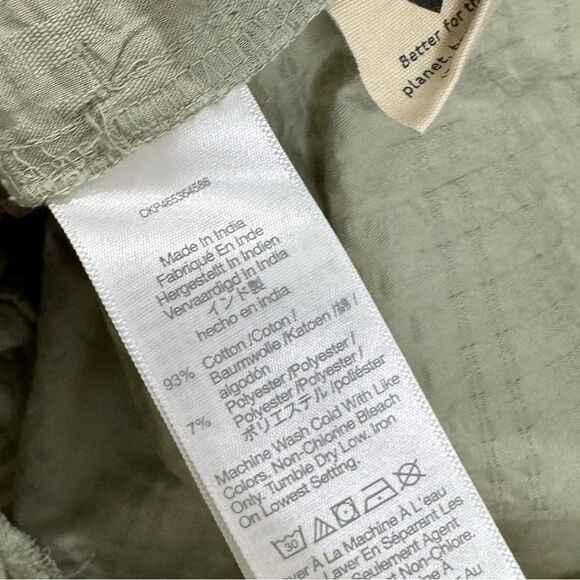 Better for the
planet, b
CKP465364586
Made In India
Fabriqué En Inde
Hergestellt In Indien
Vervaardigd in India
インド製
hecho en india
93% Cotton /Coton /
Baumwolle /Katoen /綿 /
algodón
7% Polyester /Polyester /
Polyester/Polyester /
ポリエステル /poliéster
Machine Wash Cold With Like
Colors. Non-Chlorine Bleach
Only. Tumble Dry Low. Iron
On Lowest Setting.
30
Laver À La Machine À L'eau
Laver En Séparant Les
Seulement Agent
Non-Chlore.
Au